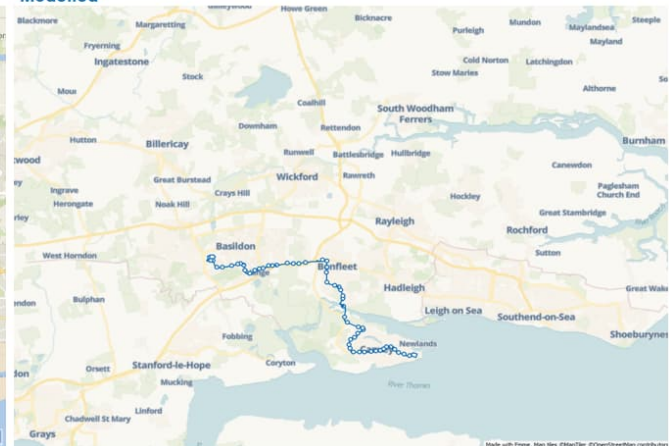 Modelled
Blackmore
Howe Green
Bicknacre
Steeple
Mundon
Maylandsea
Margaretting
Purleigh
Mayland
Fryerning
Ingatestone
Cold Norton
Latchingdon
Stow Maries
Stock
Althorne
Coalhill
South Woodham
Ferrers
Downham
Rettendon
Hutton
Billericay
Burnham
Runwell
Battlesbridge
Hullbridge
wood
Canewdon
Great Burstead
Wickford
Rawreth
Ingrave
Crays Hill
Hockley
Paglesham
Church End
Herongate
Noak Hill
Great Stambridge
Rayleigh
Rochford
Basildon
Sutton
West Horndon
Benfleet
Bulphan
Hadleigh
Leigh on Sea
Southend-on-Sea
Fobbing
Shoeburyne
Newlands
Stanford-le-Hope
Coryton
Orsett
Mucking
River Thames
Linford
Chadwell St Mary
Grays